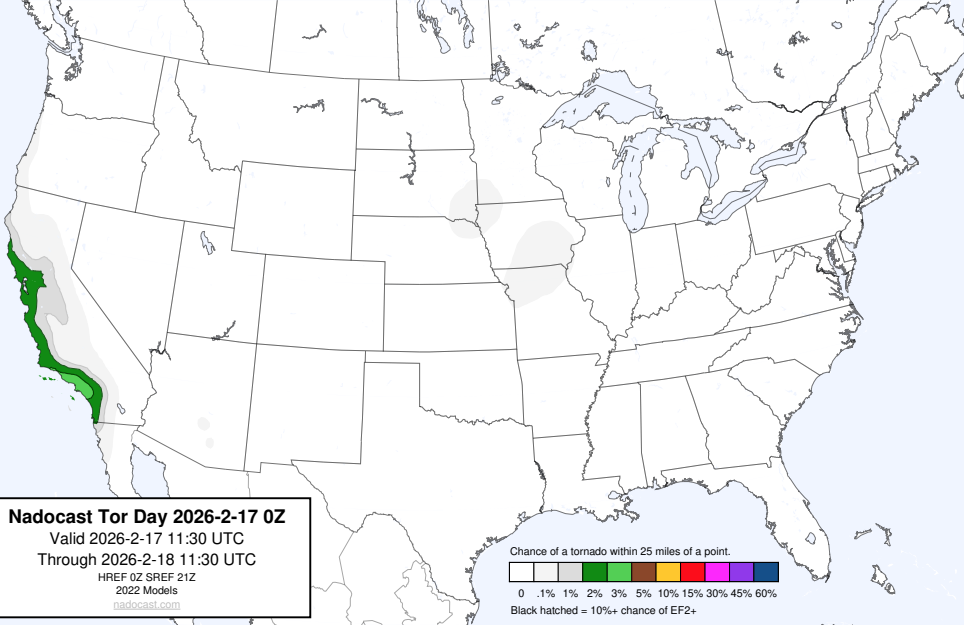 Nadocast Tor Day 2026-2-17 0Z
Valid 2026-2-17 11:30 UTC
Through 2026-2-18 11:30 UTC
HREF 0Z SREF 21Z
2022 Models
nadocast.com
Chance of a tornado within 25 miles of a point.
0 .1% 1% 2% 3% 5% 10% 15% 30% 45% 60%
Black hatched = 10%+ chance of EF2+